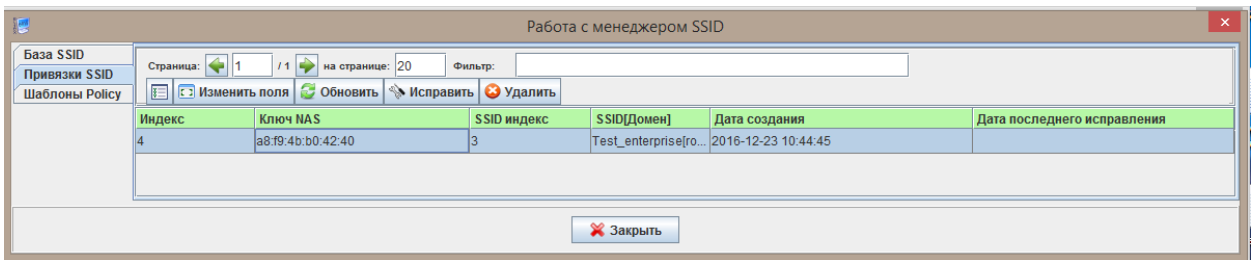 Работа с менеджером SSID
База SSID
Привязки SSID
Шаблоны Policy
Страница: 1 / 1 на странице: 20 Фильтр:
Изменить поля Обновить Исправить Удалить
Индекс Ключ NAS SSID индекс SSID[Домен] Дата создания Дата последнего исправления
4 a8:f9:4b:b0:42:40 3 Test_enterprise[ro... 2016-12-23 10:44:45
Закрыть